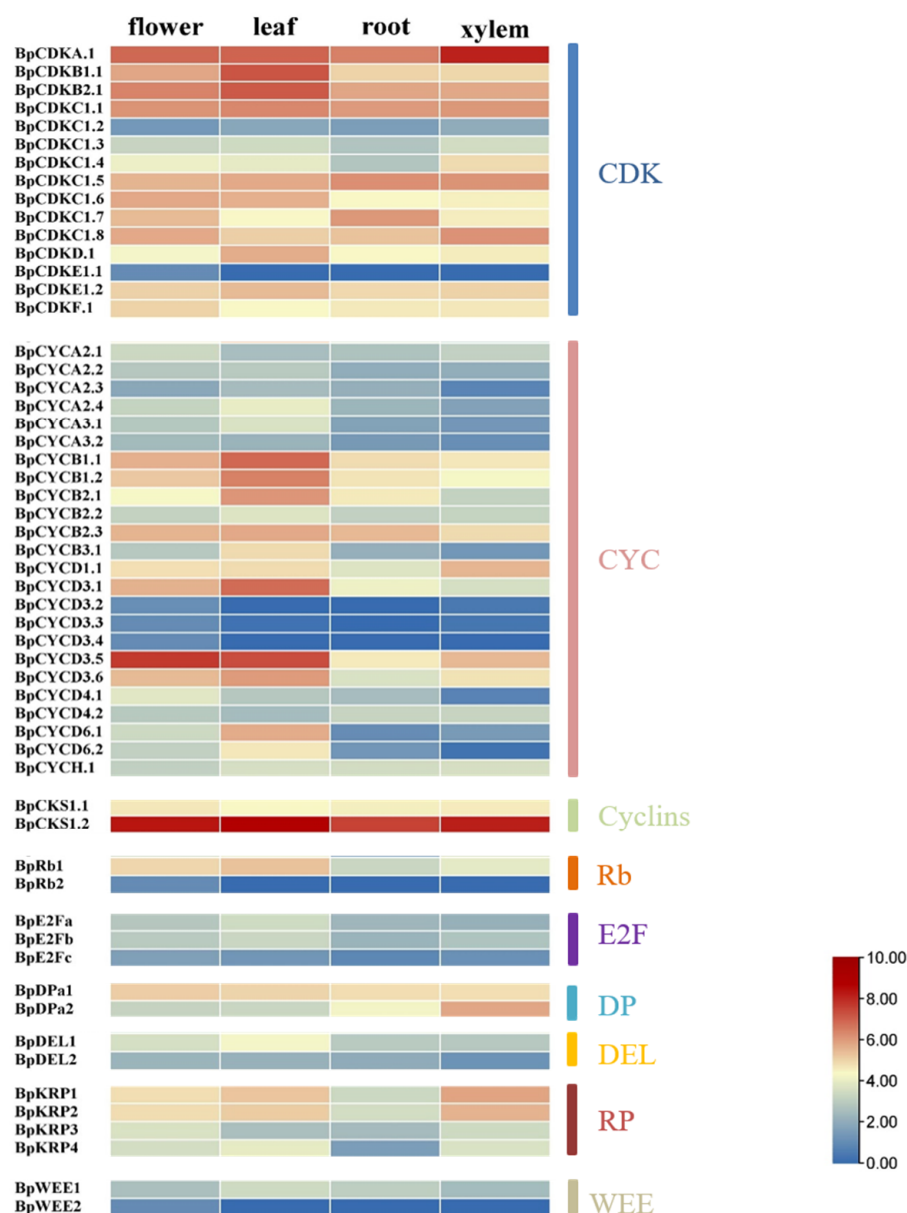 flower leaf root xylem
BpCDKA.1
BpCDKB1.1
BpCDKB2.1
BpCDKC1.1
BpCDKC1.2
BpCDKC1.3
BpCDKC1.4
BpCDKC1.5
BpCDKC1.6
BpCDKC1.7
BpCDKC1.8
BpCDKD.1
BpCDKE1.1
BpCDKE1.2
BpCDKF.1
CDK
BpCYCA2.1
BpCYCA2.2
BpCYCA2.3
BpCYCA2.4
BpCYCA3.1
BpCYCA3.2
BpCYCB1.1
BpCYCB1.2
BpCYCB2.1
BpCYCB2.2
BpCYCB2.3
BpCYCB3.1
BpCYCD1.1
BpCYCD3.1
BpCYCD3.2
BpCYCD3.3
BpCYCD3.4
BpCYCD3.5
BpCYCD3.6
BpCYCD4.1
BpCYCD4.2
BpCYCD6.1
BpCYCD6.2
BpCYCH.1
CYC
BpCKS1.1
BpCKS1.2
Cyclins
BpRb1
BpRb2
Rb
BpE2Fa
BpE2Fb
BpE2Fc
E2F
BpDPa1
BpDPa2
DP
BpDEL1
BpDEL2
DEL
BpKRP1
BpKRP2
BpKRP3
BpKRP4
RP
BpWEE1
BpWEE2
WEE
10.00
8.00
6.00
4.00
2.00
0.00